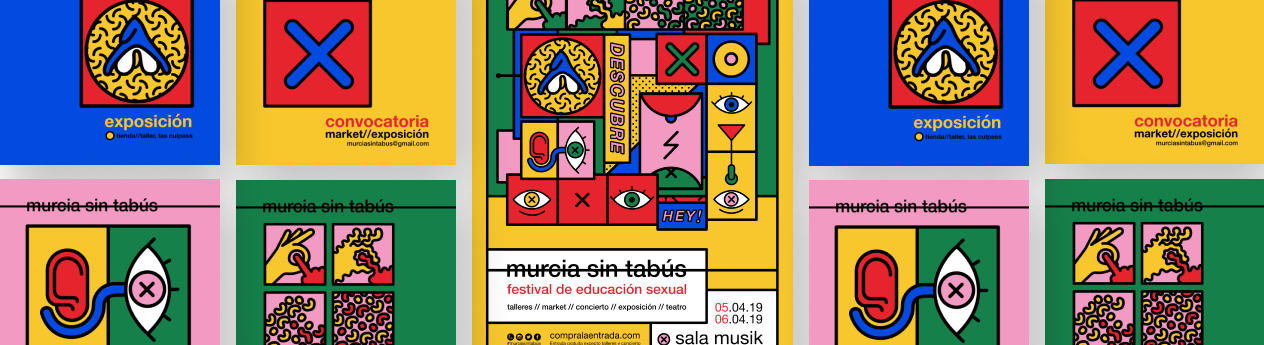 exposición
tienda//taller, las culpass
murcia sin tabús
convocatoria
market//exposición
murciasintabus@gmail.com
murcia sin tabús
DESCUBRE
HEY!
murcia sin tabús
festival de educación sexual
talleres // market // concierto // exposición // teatro
05.04.19
06.04.19
compralaentrada.com
sala musik
exposición
tienda//taller, las culpass
murcia sin tabús
convocatoria
market//exposición
murciasintabus@gmail.com
murcia sin tabús